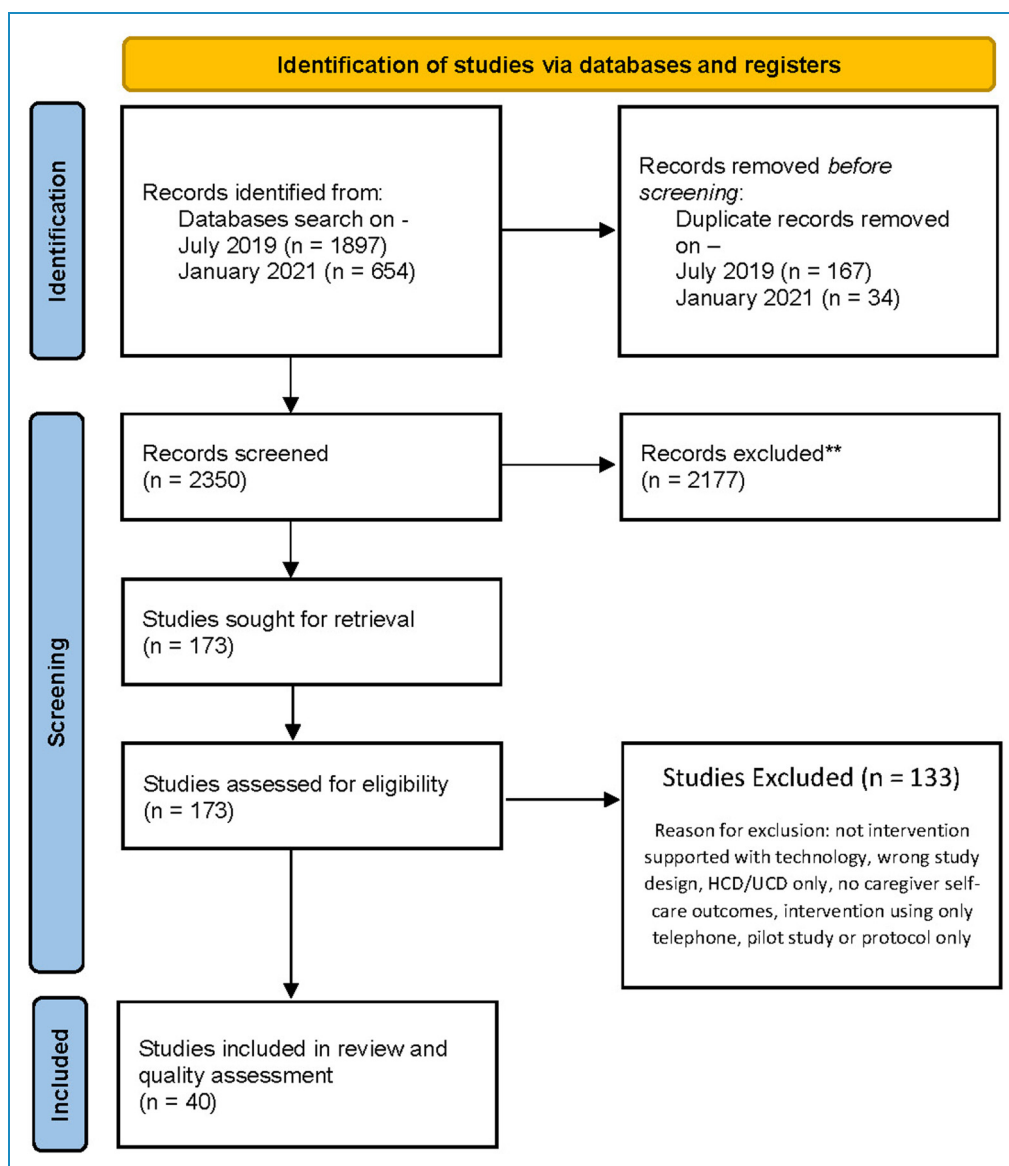 Identification of studies via databases and registers
Identification
Records identified from:
Databases search on -
July 2019 (n = 1897)
January 2021 (n = 654)
Records removed before
screening:
Duplicate records removed
on –
July 2019 (n = 167)
January 2021 (n = 34)
Screening
Records screened
(n = 2350)
Records excluded**
(n = 2177)
Studies sought for retrieval
(n = 173)
Studies assessed for eligibility
(n = 173)
Studies Excluded (n = 133)
Reason for exclusion: not intervention
supported with technology, wrong study
design, HCD/UCD only, no caregiver self-
care outcomes, intervention using only
telephone, pilot study or protocol only
Included
Studies included in review and
quality assessment
(n = 40)